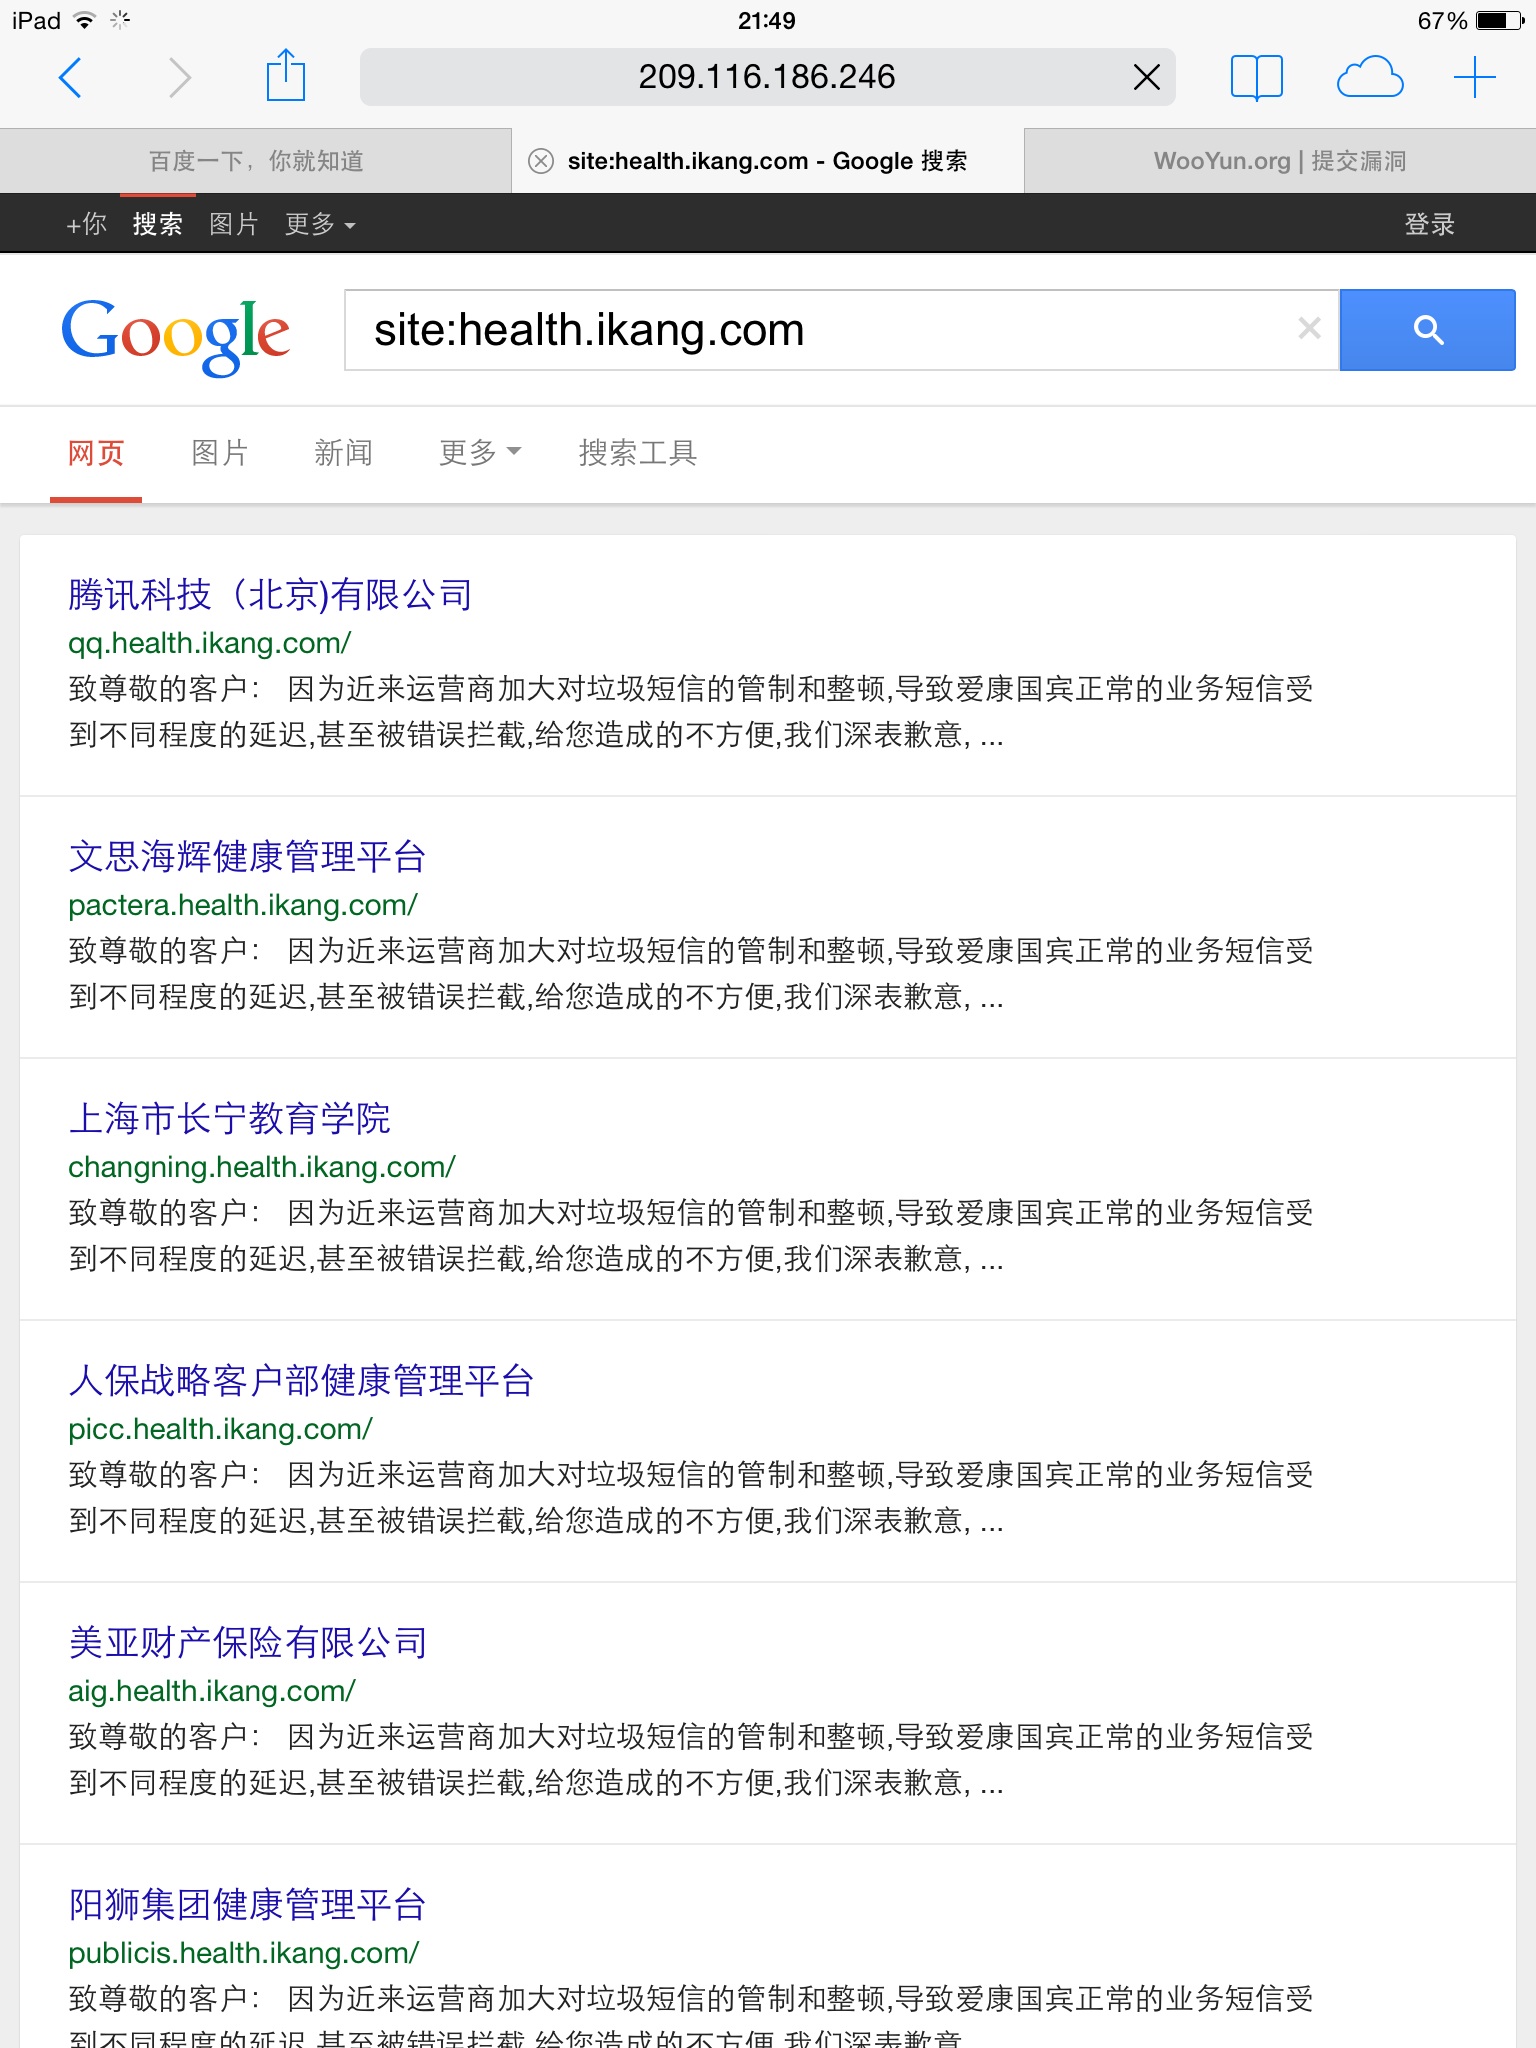 iPad 21:49 67%
209.116.186.246
百度一下，你就知道 site:health.ikang.com - Google 搜索 WooYun.org | 提交漏洞
+你 搜索 图片 更多 登录
Google site:health.ikang.com
网页 图片 新闻 更多 搜索工具
腾讯科技（北京)有限公司
qq.health.ikang.com/
致尊敬的客户： 因为近来运营商加大对垃圾短信的管制和整顿,导致爱康国宾正常的业务短信受
到不同程度的延迟,甚至被错误拦截,给您造成的不方便,我们深表歉意, ...
文思海辉健康管理平台
pactera.health.ikang.com/
致尊敬的客户： 因为近来运营商加大对垃圾短信的管制和整顿,导致爱康国宾正常的业务短信受
到不同程度的延迟,甚至被错误拦截,给您造成的不方便,我们深表歉意, ...
上海市长宁教育学院
changning.health.ikang.com/
致尊敬的客户： 因为近来运营商加大对垃圾短信的管制和整顿,导致爱康国宾正常的业务短信受
到不同程度的延迟,甚至被错误拦截,给您造成的不方便,我们深表歉意, ...
人保战略客户部健康管理平台
picc.health.ikang.com/
致尊敬的客户： 因为近来运营商加大对垃圾短信的管制和整顿,导致爱康国宾正常的业务短信受
到不同程度的延迟,甚至被错误拦截,给您造成的不方便,我们深表歉意, ...
美亚财产保险有限公司
aig.health.ikang.com/
致尊敬的客户： 因为近来运营商加大对垃圾短信的管制和整顿,导致爱康国宾正常的业务短信受
到不同程度的延迟,甚至被错误拦截,给您造成的不方便,我们深表歉意, ...
阳狮集团健康管理平台
publicis.health.ikang.com/
致尊敬的客户： 因为近来运营商加大对垃圾短信的管制和整顿,导致爱康国宾正常的业务短信受
到不同程度的延迟,甚至被错误拦截,给您造成的不方便,我们深表歉意